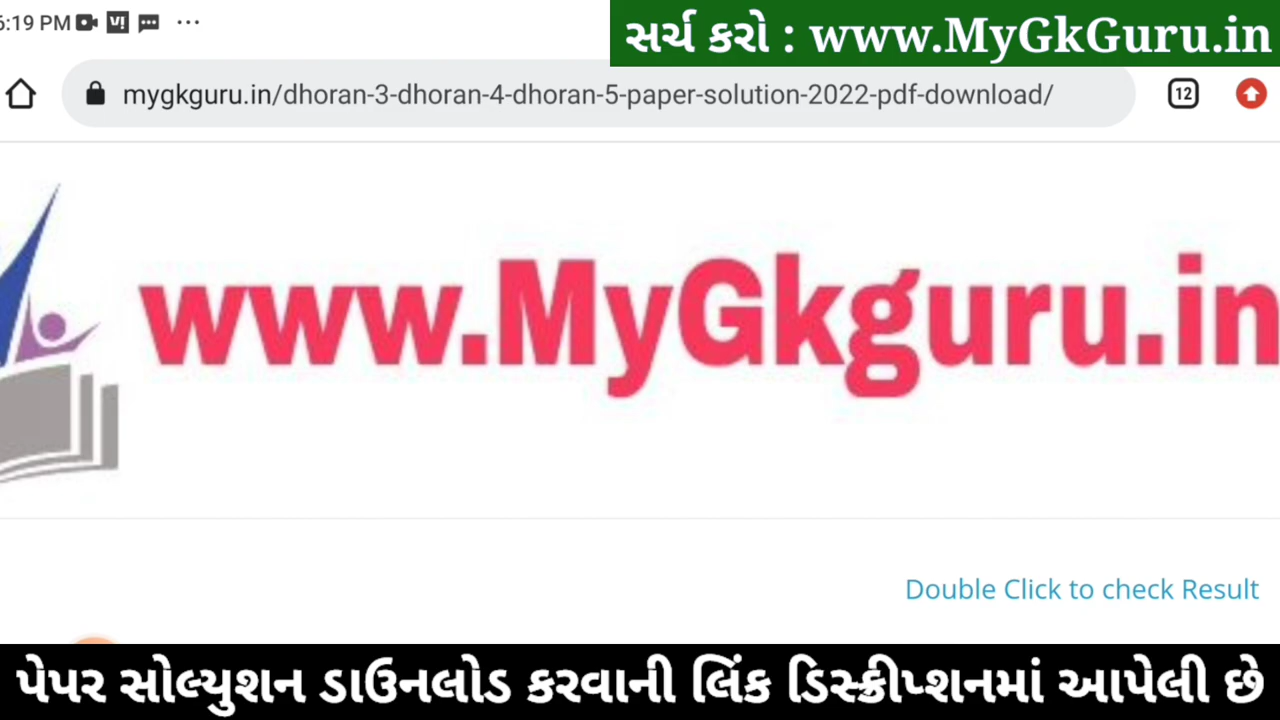 6:19 PM
સર્ચ કરો : www.MyGkGuru.in
mygkguru.in/dhoran-3-dhoran-4-dhoran-5-paper-solution-2022-pdf-download/
12
www.MyGkguru.in
Double Click to check Result
પેપર સોલ્યુશન ડાઉનલોડ કરવાની લિંક ડિસ્ક્રીપ્શનમાં આપેલી છે